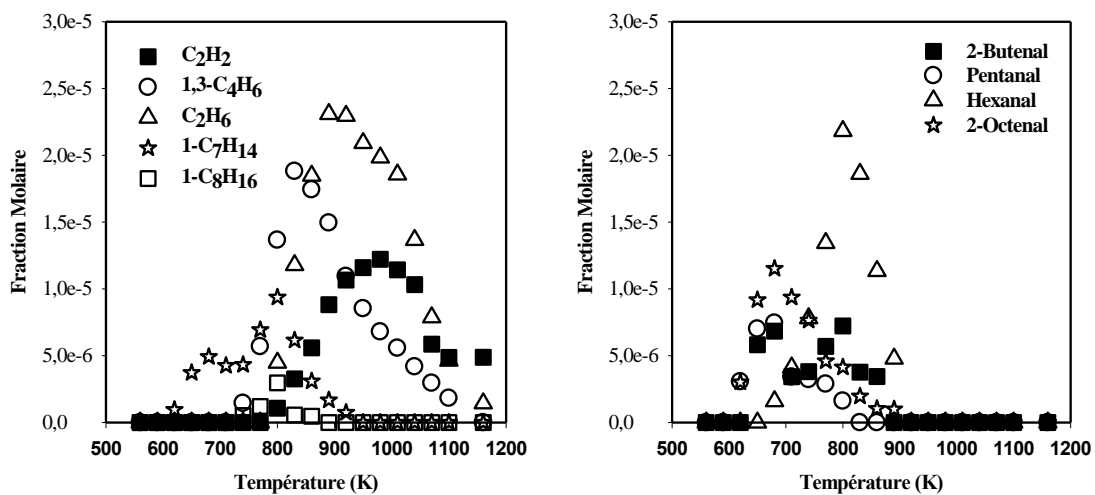 3,0e-5
2,5e-5
2,0e-5
1,5e-5
1,0e-5
5,0e-6
0,0
Fraction Molaire
C2H2
1,3-C4H6
C2H6
1-C7H14
1-C8H16
500 600 700 800 900 1000 1100 1200
Température (K)
3,0e-5
2,5e-5
2,0e-5
1,5e-5
1,0e-5
5,0e-6
0,0
Fraction Molaire
2-Butenal
Pentanal
Hexanal
2-Octenal
500 600 700 800 900 1000 1100 1200
Température (K)